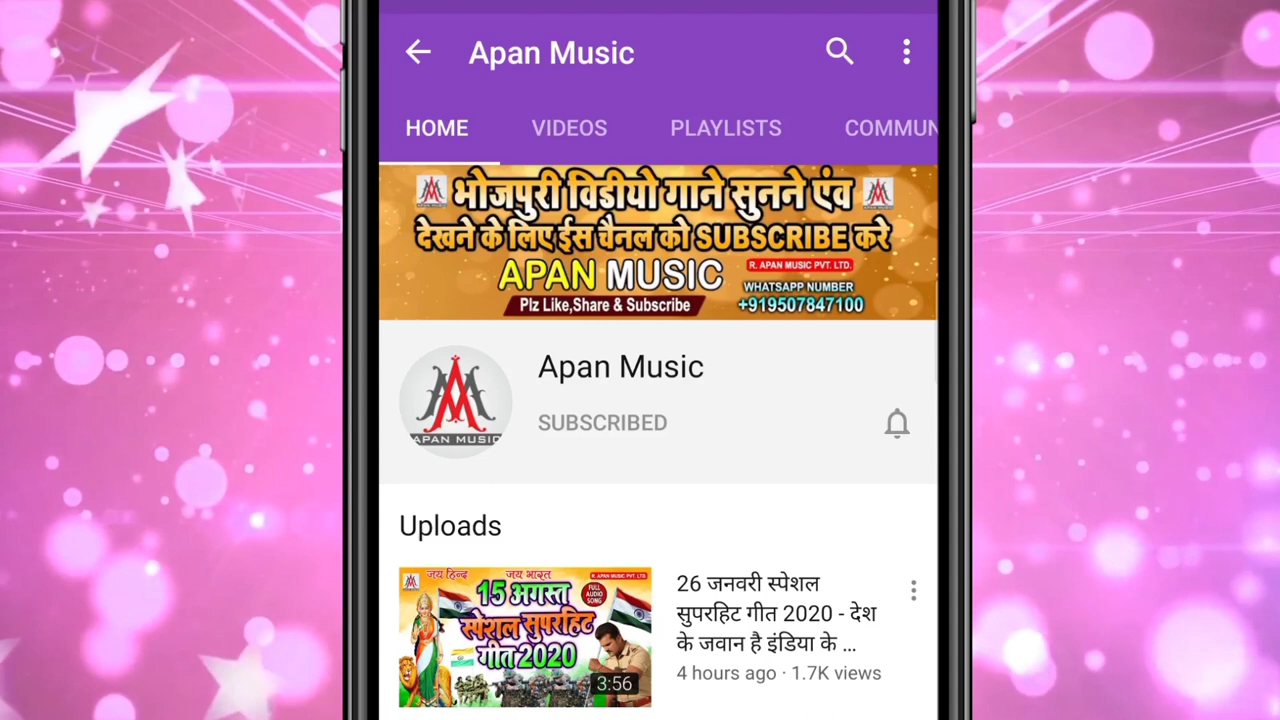 Apan Music
HOME VIDEOS PLAYLISTS COMMUN
भोजपुरी विडीयो गाने सुनने एंव
देखने के लिए ईस चैनल को SUBSCRIBE करे
APAN MUSIC
R. APAN MUSIC PVT. LTD.
WHATSAPP NUMBER
+919507847100
Plz Like,Share & Subscribe
Apan Music
SUBSCRIBED
APAN MUSIC
Uploads
जय हिन्द जय भारत
R. APAN MUSIC PVT. LTD
15 अगस्त
FULL
AUDIO
SONG
स्पेशल सुपरहिट
गीत 2020
3:56
26 जनवरी स्पेशल
सुपरहिट गीत 2020 - देश
के जवान है इंडिया के ...
4 hours ago · 1.7K views